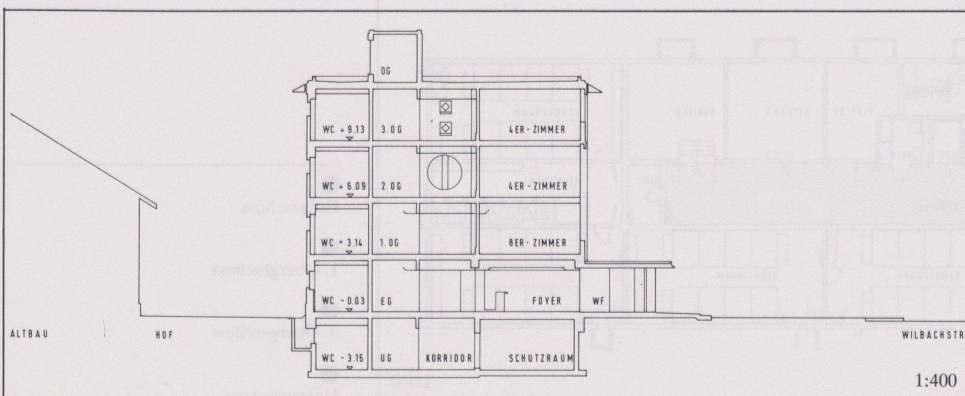 DG
WC + 9.13 3.OG 4ER-ZIMMER
WC + 6.09 2.OG 4ER-ZIMMER
WC + 3.14 1.OG 8ER-ZIMMER
WC - 0.03 EG FOYER WF
ALTBAU HOF WILBACHSTR
WC - 3.15 UG KORRIDOR SCHUTZRAUM
1:400